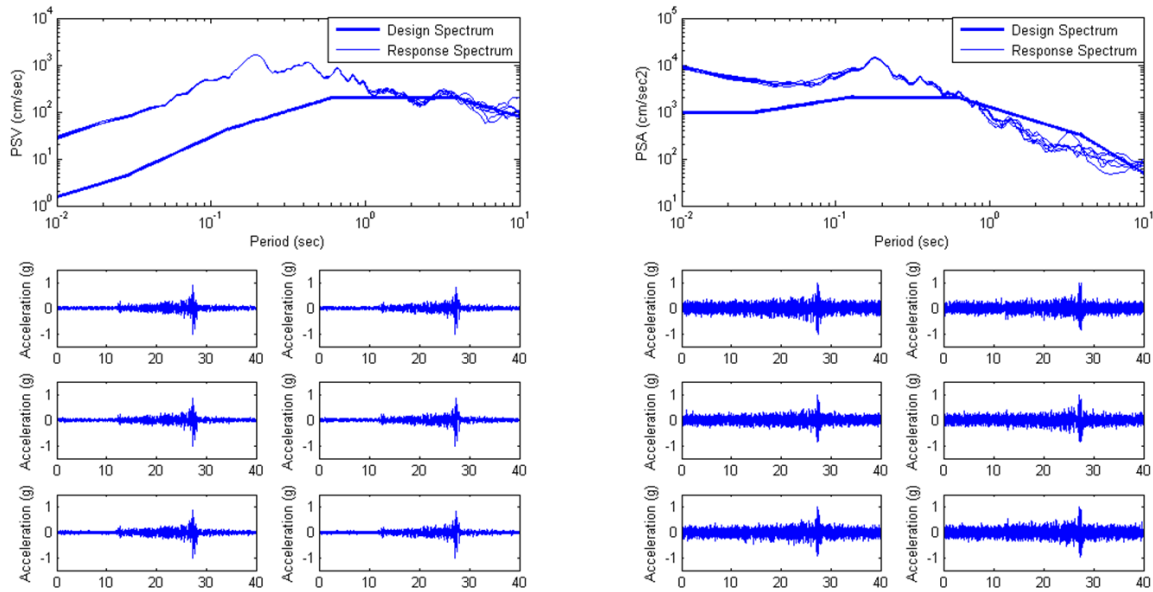 10^4
10^3
10^2
10^1
10^0
PSV (cm/sec)
Design Spectrum
Response Spectrum
10^-2
10^-1
10^0
10^1
Period (sec)
10^5
10^4
10^3
10^2
10^1
PSA (cm/sec2)
Design Spectrum
Response Spectrum
10^-2
10^-1
10^0
10^1
Period (sec)
Acceleration (g)
1
0
-1
0 10 20 30 40
Acceleration (g)
1
0
-1
0 10 20 30 40
Acceleration (g)
1
0
-1
0 10 20 30 40
Acceleration (g)
1
0
-1
0 10 20 30 40
Acceleration (g)
1
0
-1
0 10 20 30 40
Acceleration (g)
1
0
-1
0 10 20 30 40
Acceleration (g)
1
0
-1
0 10 20 30 40
Acceleration (g)
1
0
-1
0 10 20 30 40
Acceleration (g)
1
0
-1
0 10 20 30 40
Acceleration (g)
1
0
-1
0 10 20 30 40
Acceleration (g)
1
0
-1
0 10 20 30 40
Acceleration (g)
1
0
-1
0 10 20 30 40